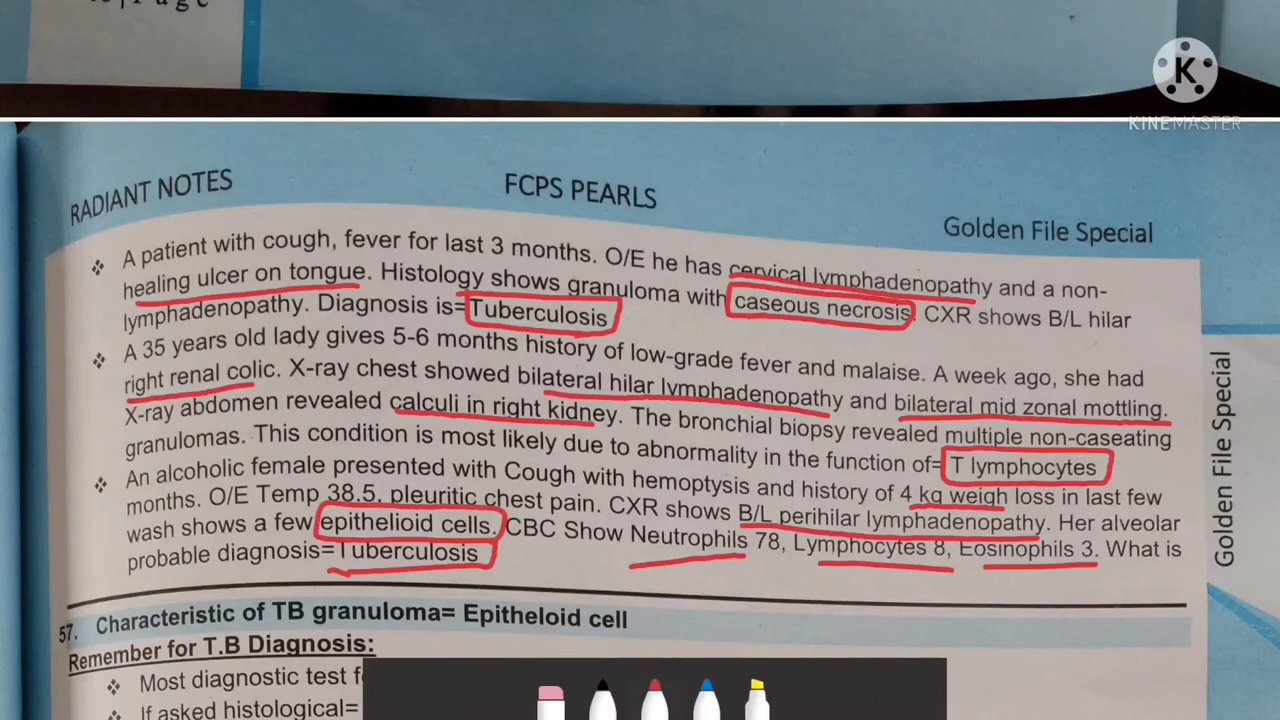 KINEMASTER
RADIANT NOTES
FCPS PEARLS
Golden File Special
❖ A patient with cough, fever for last 3 months. O/E he has cervical lymphadenopathy and a non-
healing ulcer on tongue. Histology shows granuloma with caseous necrosis. CXR shows B/L hilar
lymphadenopathy. Diagnosis is= Tuberculosis
❖ A 35 years old lady gives 5-6 months history of low-grade fever and malaise. A week ago, she had
right renal colic. X-ray chest showed bilateral hilar lymphadenopathy and bilateral mid zonal mottling.
X-ray abdomen revealed calculi in right kidney. The bronchial biopsy revealed multiple non-caseating
granulomas. This condition is most likely due to abnormality in the function of= T lymphocytes
❖ An alcoholic female presented with Cough with hemoptysis and history of 4 kg weigh loss in last few
months. O/E Temp 38.5. pleuritic chest pain. CXR shows B/L perihilar lymphadenopathy. Her alveolar
wash shows a few epithelioid cells. CBC Show Neutrophils 78, Lymphocytes 8, Eosinophils 3. What is
probable diagnosis= Tuberculosis
57. Characteristic of TB granuloma= Epitheloid cell
Remember for T.B Diagnosis:
❖ Most diagnostic test
❖ If asked histological=
Golden File Special